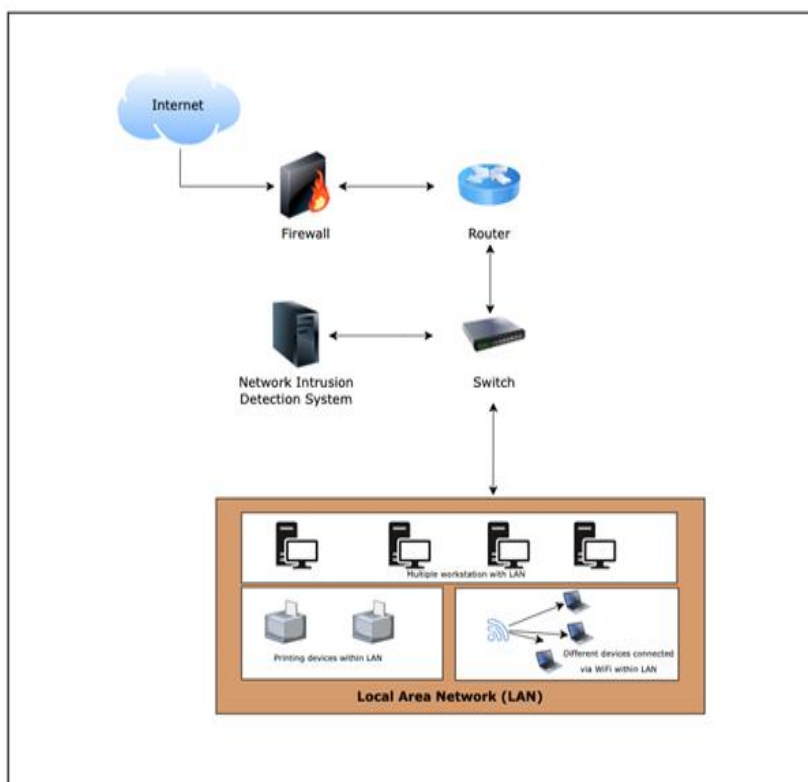 Internet
Firewall
Router
Network Intrusion
Detection System
Switch
Multiple workstation with LAN
Printing devices within LAN
Different devices connected
via WiFi within LAN
Local Area Network (LAN)